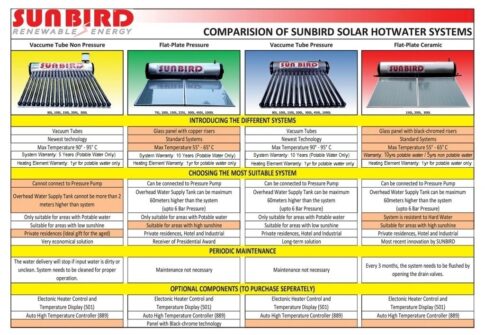 SUNBIRD
RENEWABLE ENERGY
COMPARISION OF SUNBIRD SOLAR HOTWATER SYSTEMS
Vaccume Tube Non Pressure
Flat-Plate Pressure
Vaccume Tube Pressure
Flat-Plate Ceramic
SUNBIRD
SUNBIRD
SUNBIRD
INTRODUCING THE DIFFERENT SYSTEMS
Vacuum Tubes
Glass panel with copper risers
Vacuum Tubes
Glass panel with black-chromed risers
Newest technology
Standard Systems
Newest Technology
Standard Systems
Max Temperature 90° - 95° C
Max Temperature 55° - 65° C
Max Temperature 90° - 95° C
Max Temperature 55° - 65° C
System Warranty: 10 Years (Potable Water Only)
System Warranty: 10 Years (Potable Water Only)
System Warranty: 10 Years (Potable Water Only)
Warranty: 10yrs potable water / 5yrs non potable water
Heating Element Warranty: 1yr for potable water only
Heating Element Warranty: 1yr for potable water only
Heating Element Warranty: 1yr for potable water only
Heating Element Warranty: 1yr for potable water only
CHOOSING THE MOST SUITABLE SYSTEM
Cannot connected to Pressure Pump
Can be connected to Pressure Pump
Can be connected to Pressure Pump
Can be connected to Pressure Pump
Overhead Water Supply Tank cannot be more than 2
meters higher than the system
Overhead Water Supply Tank can be maximum
60meters higher than the system
(upto 6 Bar Pressure)
Overhead Water Supply Tank can be maximum
60meters higher than the system
(upto 6 Bar Pressure)
Overhead Water Supply Tank can be maximum
60meters higher than the system
(upto 6 Bar Pressure)
Only suitable for areas with Potable water
Only suitable for areas with Potable water
Only suitable for areas with Potable water
System is resistent to Hard Water
Suitable for areas with low sunshine
Suitable for areas with high sunshine
Suitable for areas with low sunshine
Suitable for areas with high sunshine
Private residences (Ideal gift for the aged)
Private residences, Hotel and Industrial
Private residences, Hotel and Industrial
Private residences, Hotel and Industrial
Very economical solution
Receiver of Presidential Award
Long-term solution
Most recent innovation by SUNBIRD
PERIODIC MAINTENANCE
The water delivery will stop if input water is dirty or
unclean. System needs to be cleaned for proper
operation.
Maintenance not necessary
Maintenance not necessary
Every 3 months, the system needs to be flushed by
opening the drain valves.
OPTIONAL COMPONENTS (TO PURCHASE SEPERATELY)
Electonic Heater Control and
Temperature Display (501)
Electonic Heater Control and
Temperature Display (501)
Electonic Heater Control and
Temperature Display (501)
Electonic Heater Control and
Temperature Display (501)
Auto High Temperature Controller (889)
Auto High Temperature Controller (889)
Auto High Temperature Controller (889)
Auto High Temperature Controller (889)
Panel with Black chrome technology